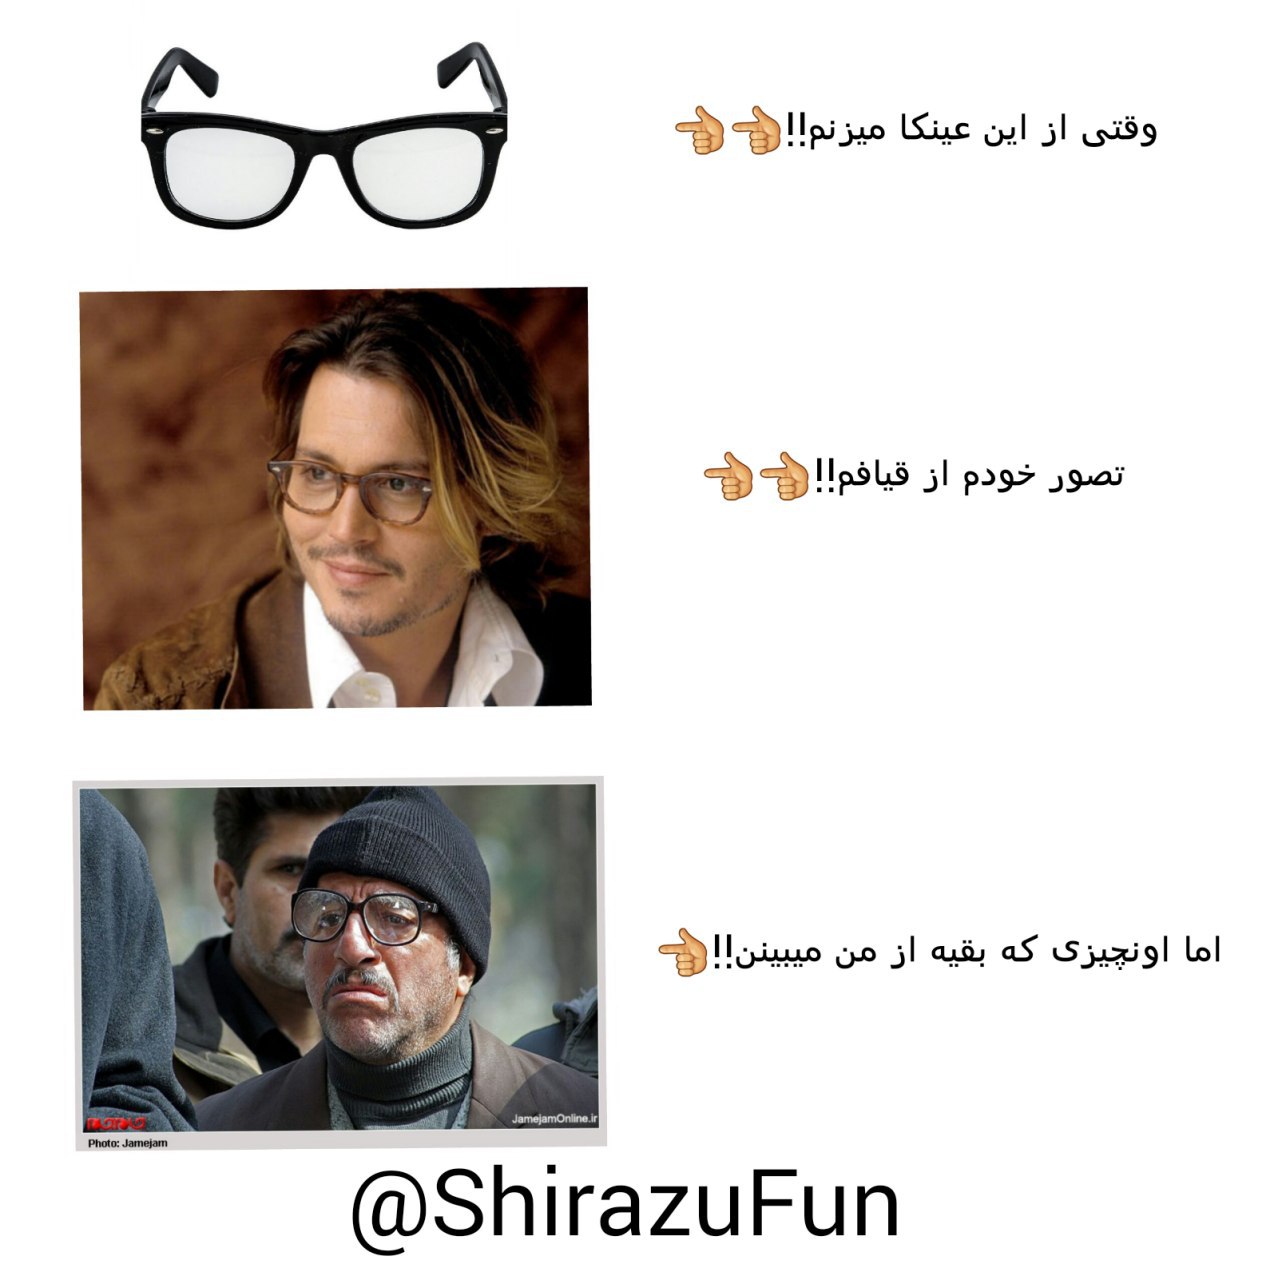 وقتی از این عینکا میزنم!!👈👈
تصور خودم از قیافم!!👈👈
اما اونچیزی که بقیه از من میبینن!!👈
JamejamOnline.ir
Photo: Jamejam
@ShirazuFun